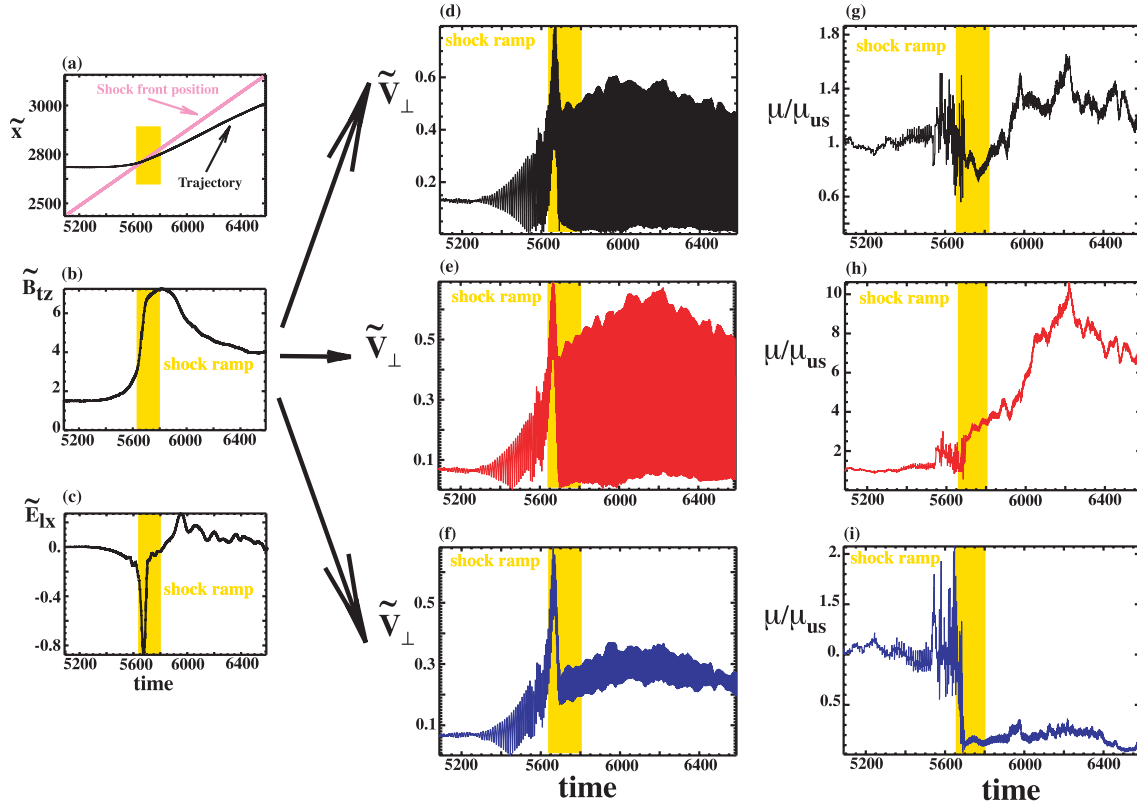 (a)
Shock front position
Trajectory
x̃
3100
2800
2500
5200 5600 6000 6400
(b)
B̃tz
shock ramp
6
4
2
0
5200 5600 6000 6400
(c)
Ẽlx
shock ramp
0.
-0.4
-0.8
5200 5600 6000 6400
time
(d)
shock ramp
Ṽ⊥
0.6
0.4
0.2
5200 5600 6000 6400
(e)
shock ramp
Ṽ⊥
0.5
0.3
0.1
5200 5600 6000 6400
(f)
shock ramp
Ṽ⊥
0.5
0.3
0.1
5200 5600 6000 6400
time
(g)
shock ramp
μ/μus
1.8
1.4
1.
0.6
5200 5600 6000 6400
(h)
shock ramp
μ/μus
10
8
6
4
2
5200 5600 6000 6400
(i)
shock ramp
μ/μus
2.
1.5
0.
0.5
5200 5600 6000 6400
time